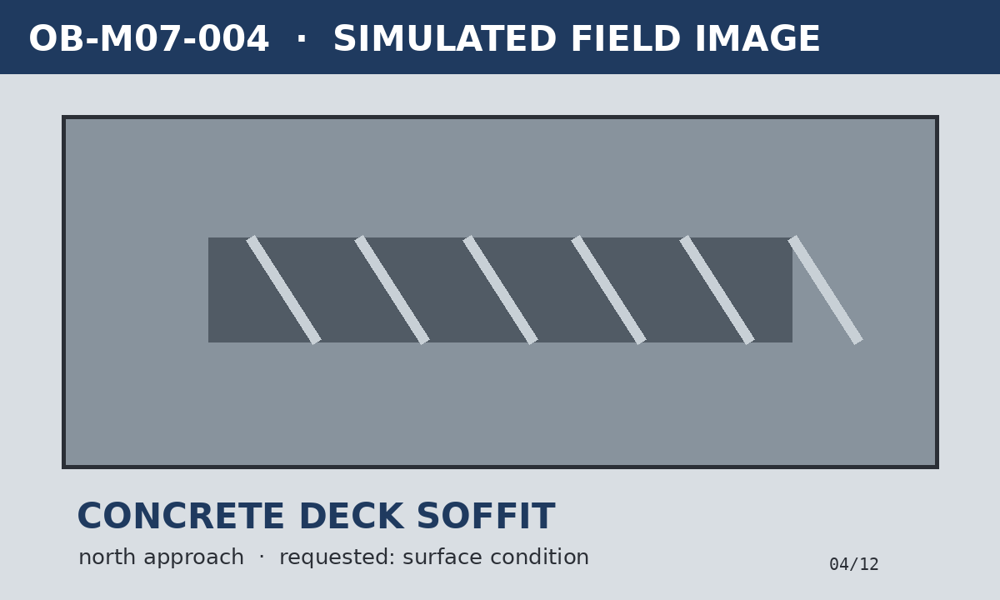 OB-M07-004 · SIMULATED FIELD IMAGE
CONCRETE DECK SOFFIT
north approach · requested: surface condition
04/12